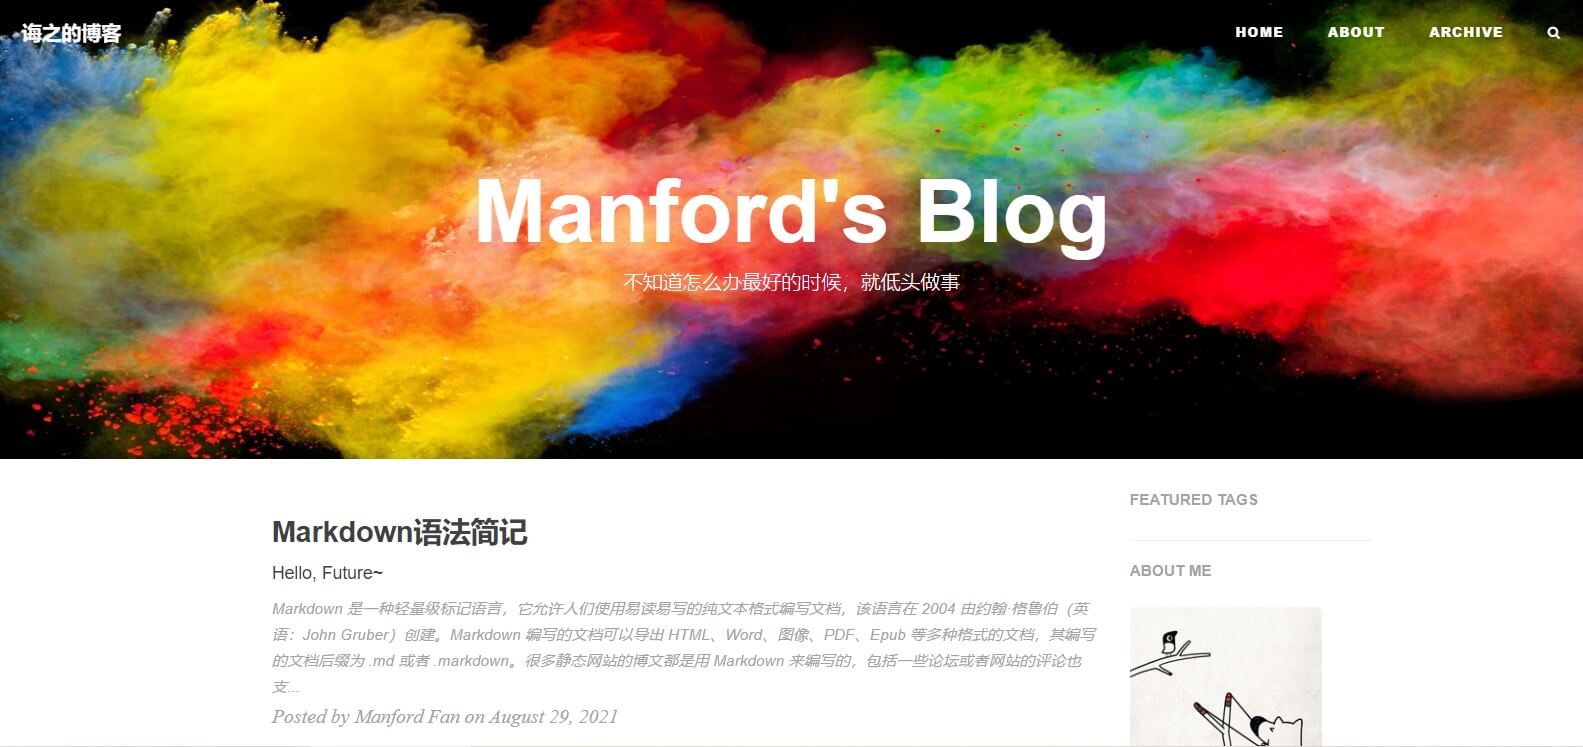 诲之的博客
HOME ABOUT ARCHIVE
Manford's Blog
不知道怎么办最好的时候，就低头做事
Markdown语法简记
Hello, Future~
Markdown 是一种轻量级标记语言，它允许人们使用易读易写的纯文本格式编写文档，该语言在 2004 由约翰·格鲁伯（英
语：John Gruber）创建。Markdown 编写的文档可以导出 HTML、Word、图像、PDF、Epub 等多种格式的文档，其编写
的文档后缀为 .md 或者 .markdown。很多静态网站的博文都是用 Markdown 来编写的，包括一些论坛或者网站的评论也
支...
Posted by Manford Fan on August 29, 2021
FEATURED TAGS
ABOUT ME